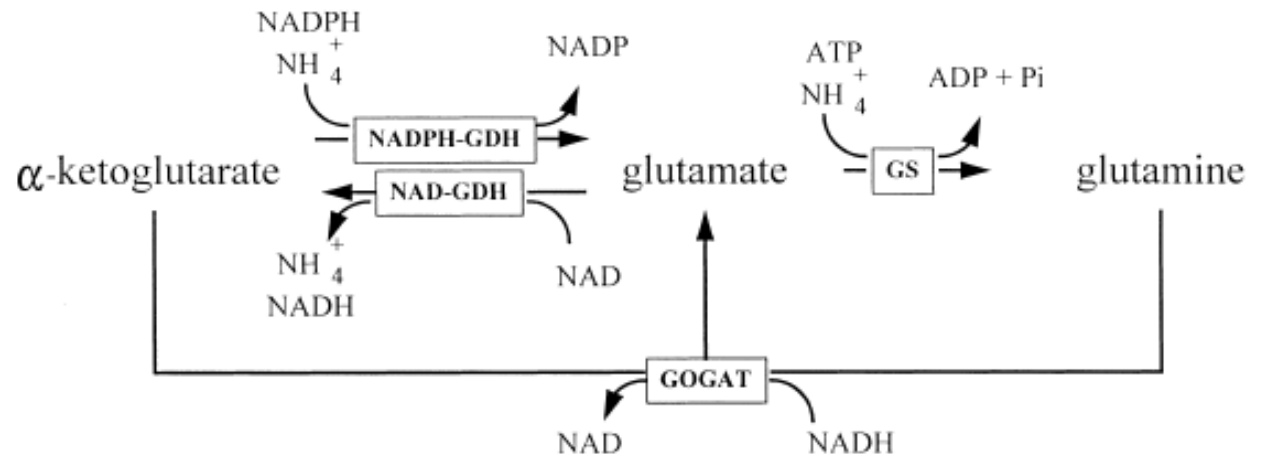 NADPH
NH4+
NADP
ATP
NH4+
ADP + Pi
NADPH-GDH
α-ketoglutarate
glutamate
GS
glutamine
NAD-GDH
NH4+
NADH
NAD
GOGAT
NAD
NADH